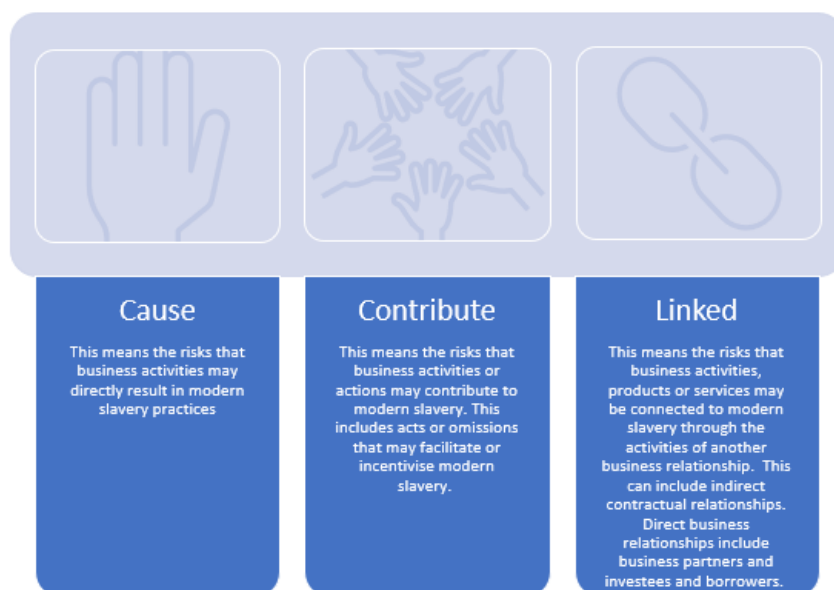 Cause
This means the risks that
business activities may
directly result in modern
slavery practices
Contribute
This means the risks that
business activities or
actions may contribute to
modern slavery. This
includes acts or omissions
that may facilitate or
incentivise modern
slavery.
Linked
This means the risks that
business activities,
products or services may
be connected to modern
slavery through the
activities of another
business relationship.  This
can include indirect
contractual relationships.
Direct business
relationships include
business partners and
investees and borrowers.